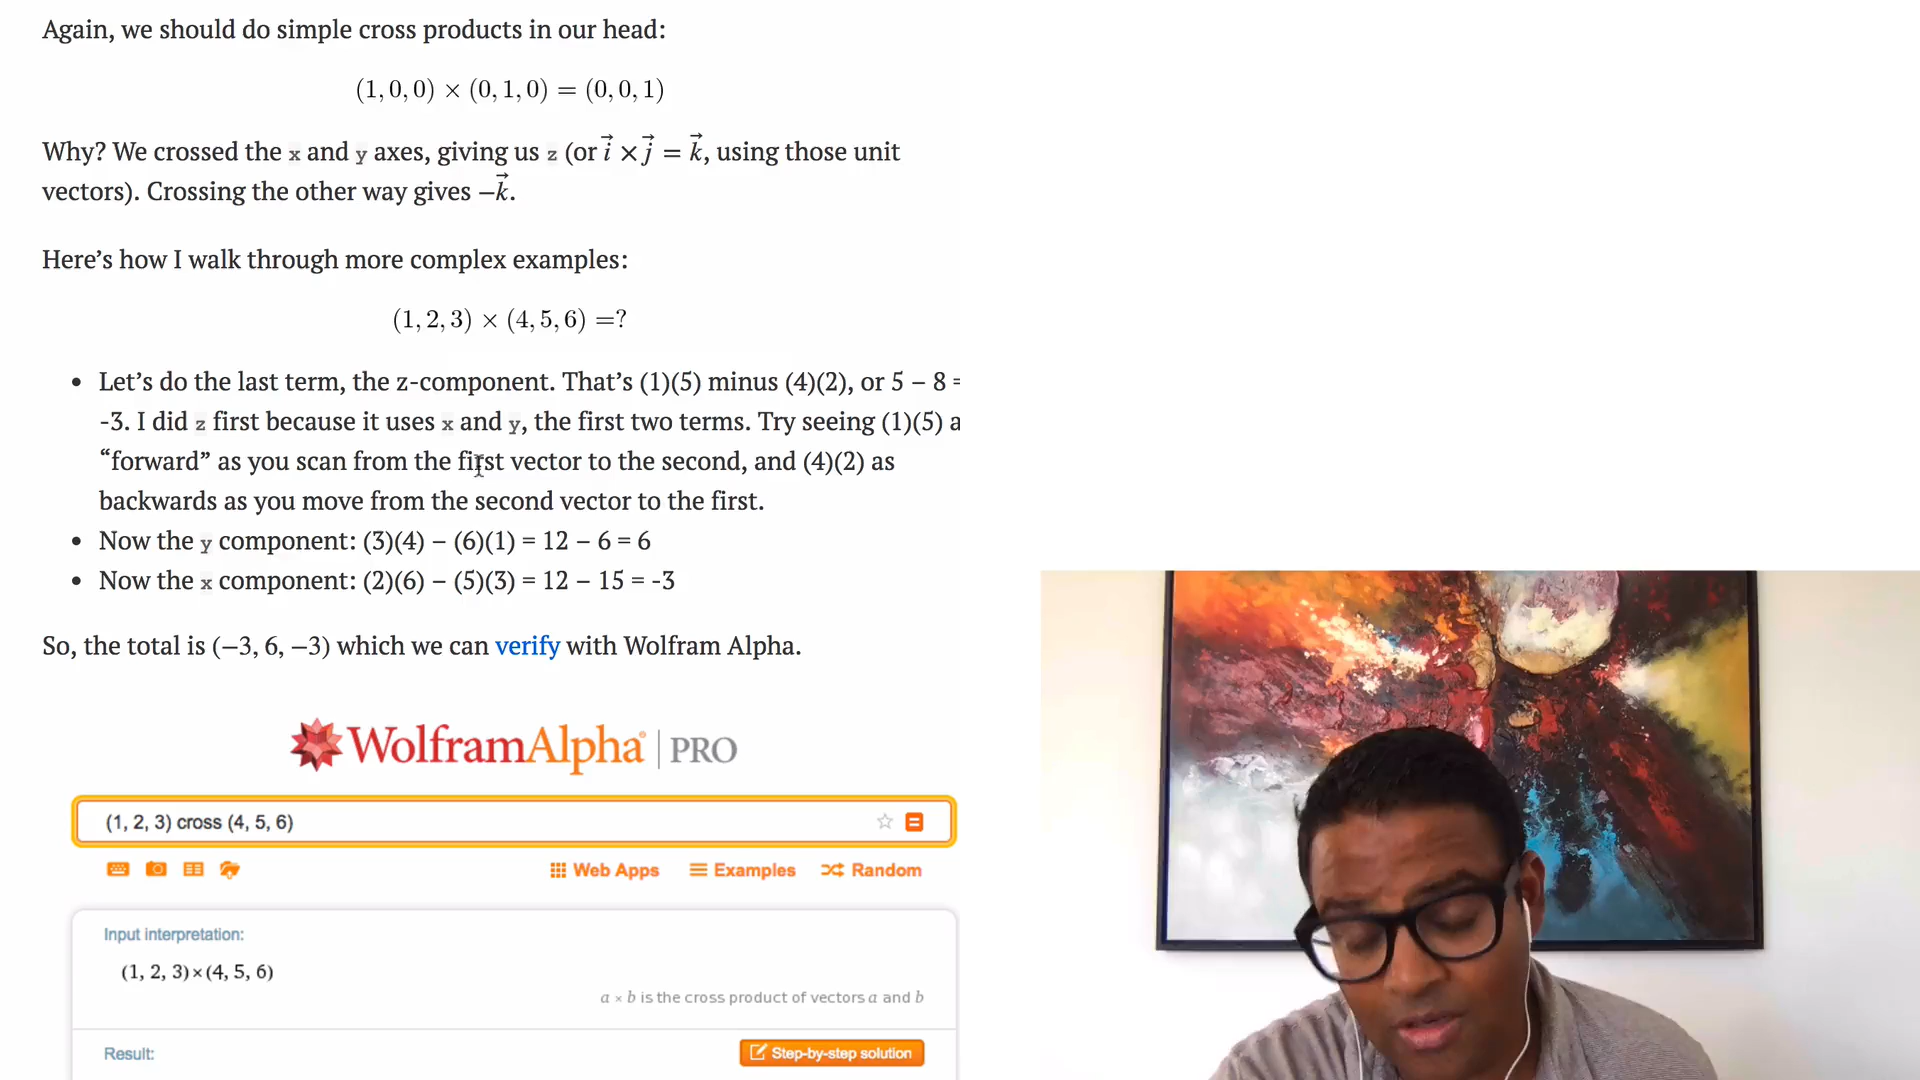 Again, we should do simple cross products in our head:
(1, 0, 0) × (0, 1, 0) = (0, 0, 1)
Why? We crossed the x and y axes, giving us z (or i⃗ × j⃗ = k⃗, using those unit
vectors). Crossing the other way gives −k⃗.
Here’s how I walk through more complex examples:
(1, 2, 3) × (4, 5, 6) =?
• Let’s do the last term, the z-component. That’s (1)(5) minus (4)(2), or 5 – 8 =
-3. I did z first because it uses x and y, the first two terms. Try seeing (1)(5) a
“forward” as you scan from the first vector to the second, and (4)(2) as
backwards as you move from the second vector to the first.
• Now the y component: (3)(4) – (6)(1) = 12 – 6 = 6
• Now the x component: (2)(6) – (5)(3) = 12 – 15 = -3
So, the total is (−3, 6, −3) which we can verify with Wolfram Alpha.
WolframAlpha PRO
(1, 2, 3) cross (4, 5, 6)
Web Apps Examples Random
Input interpretation:
(1, 2, 3)×(4, 5, 6)
a × b is the cross product of vectors a and b
Result: Step-by-step solution